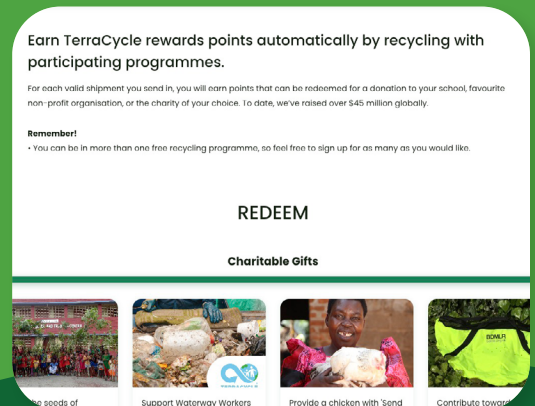 Earn TerraCycle rewards points automatically by recycling with
participating programmes.
For each valid shipment you send in, you will earn points that can be redeemed for a donation to your school, favourite
non-profit organisation, or the charity of your choice. To date, we've raised over $45 million globally.
Remember!
• You can be in more than one free recycling programme, so feel free to sign up for as many as you would like.
REDEEM
Charitable Gifts
BDMLR
he seeds of
Support Waterway Workers
Provide a chicken with 'Send
Contribute toward